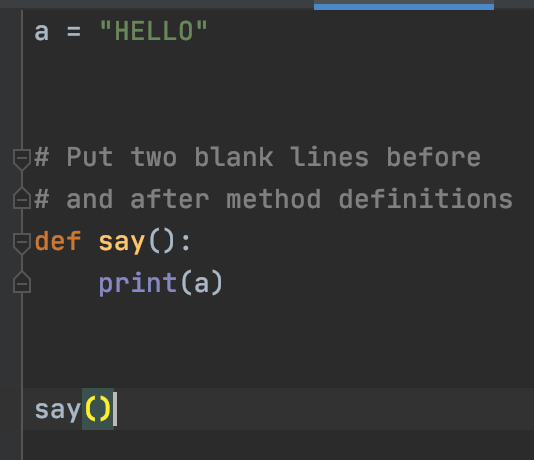 a = "HELLO"
# Put two blank lines before
# and after method definitions
def say():
    print(a)
say()